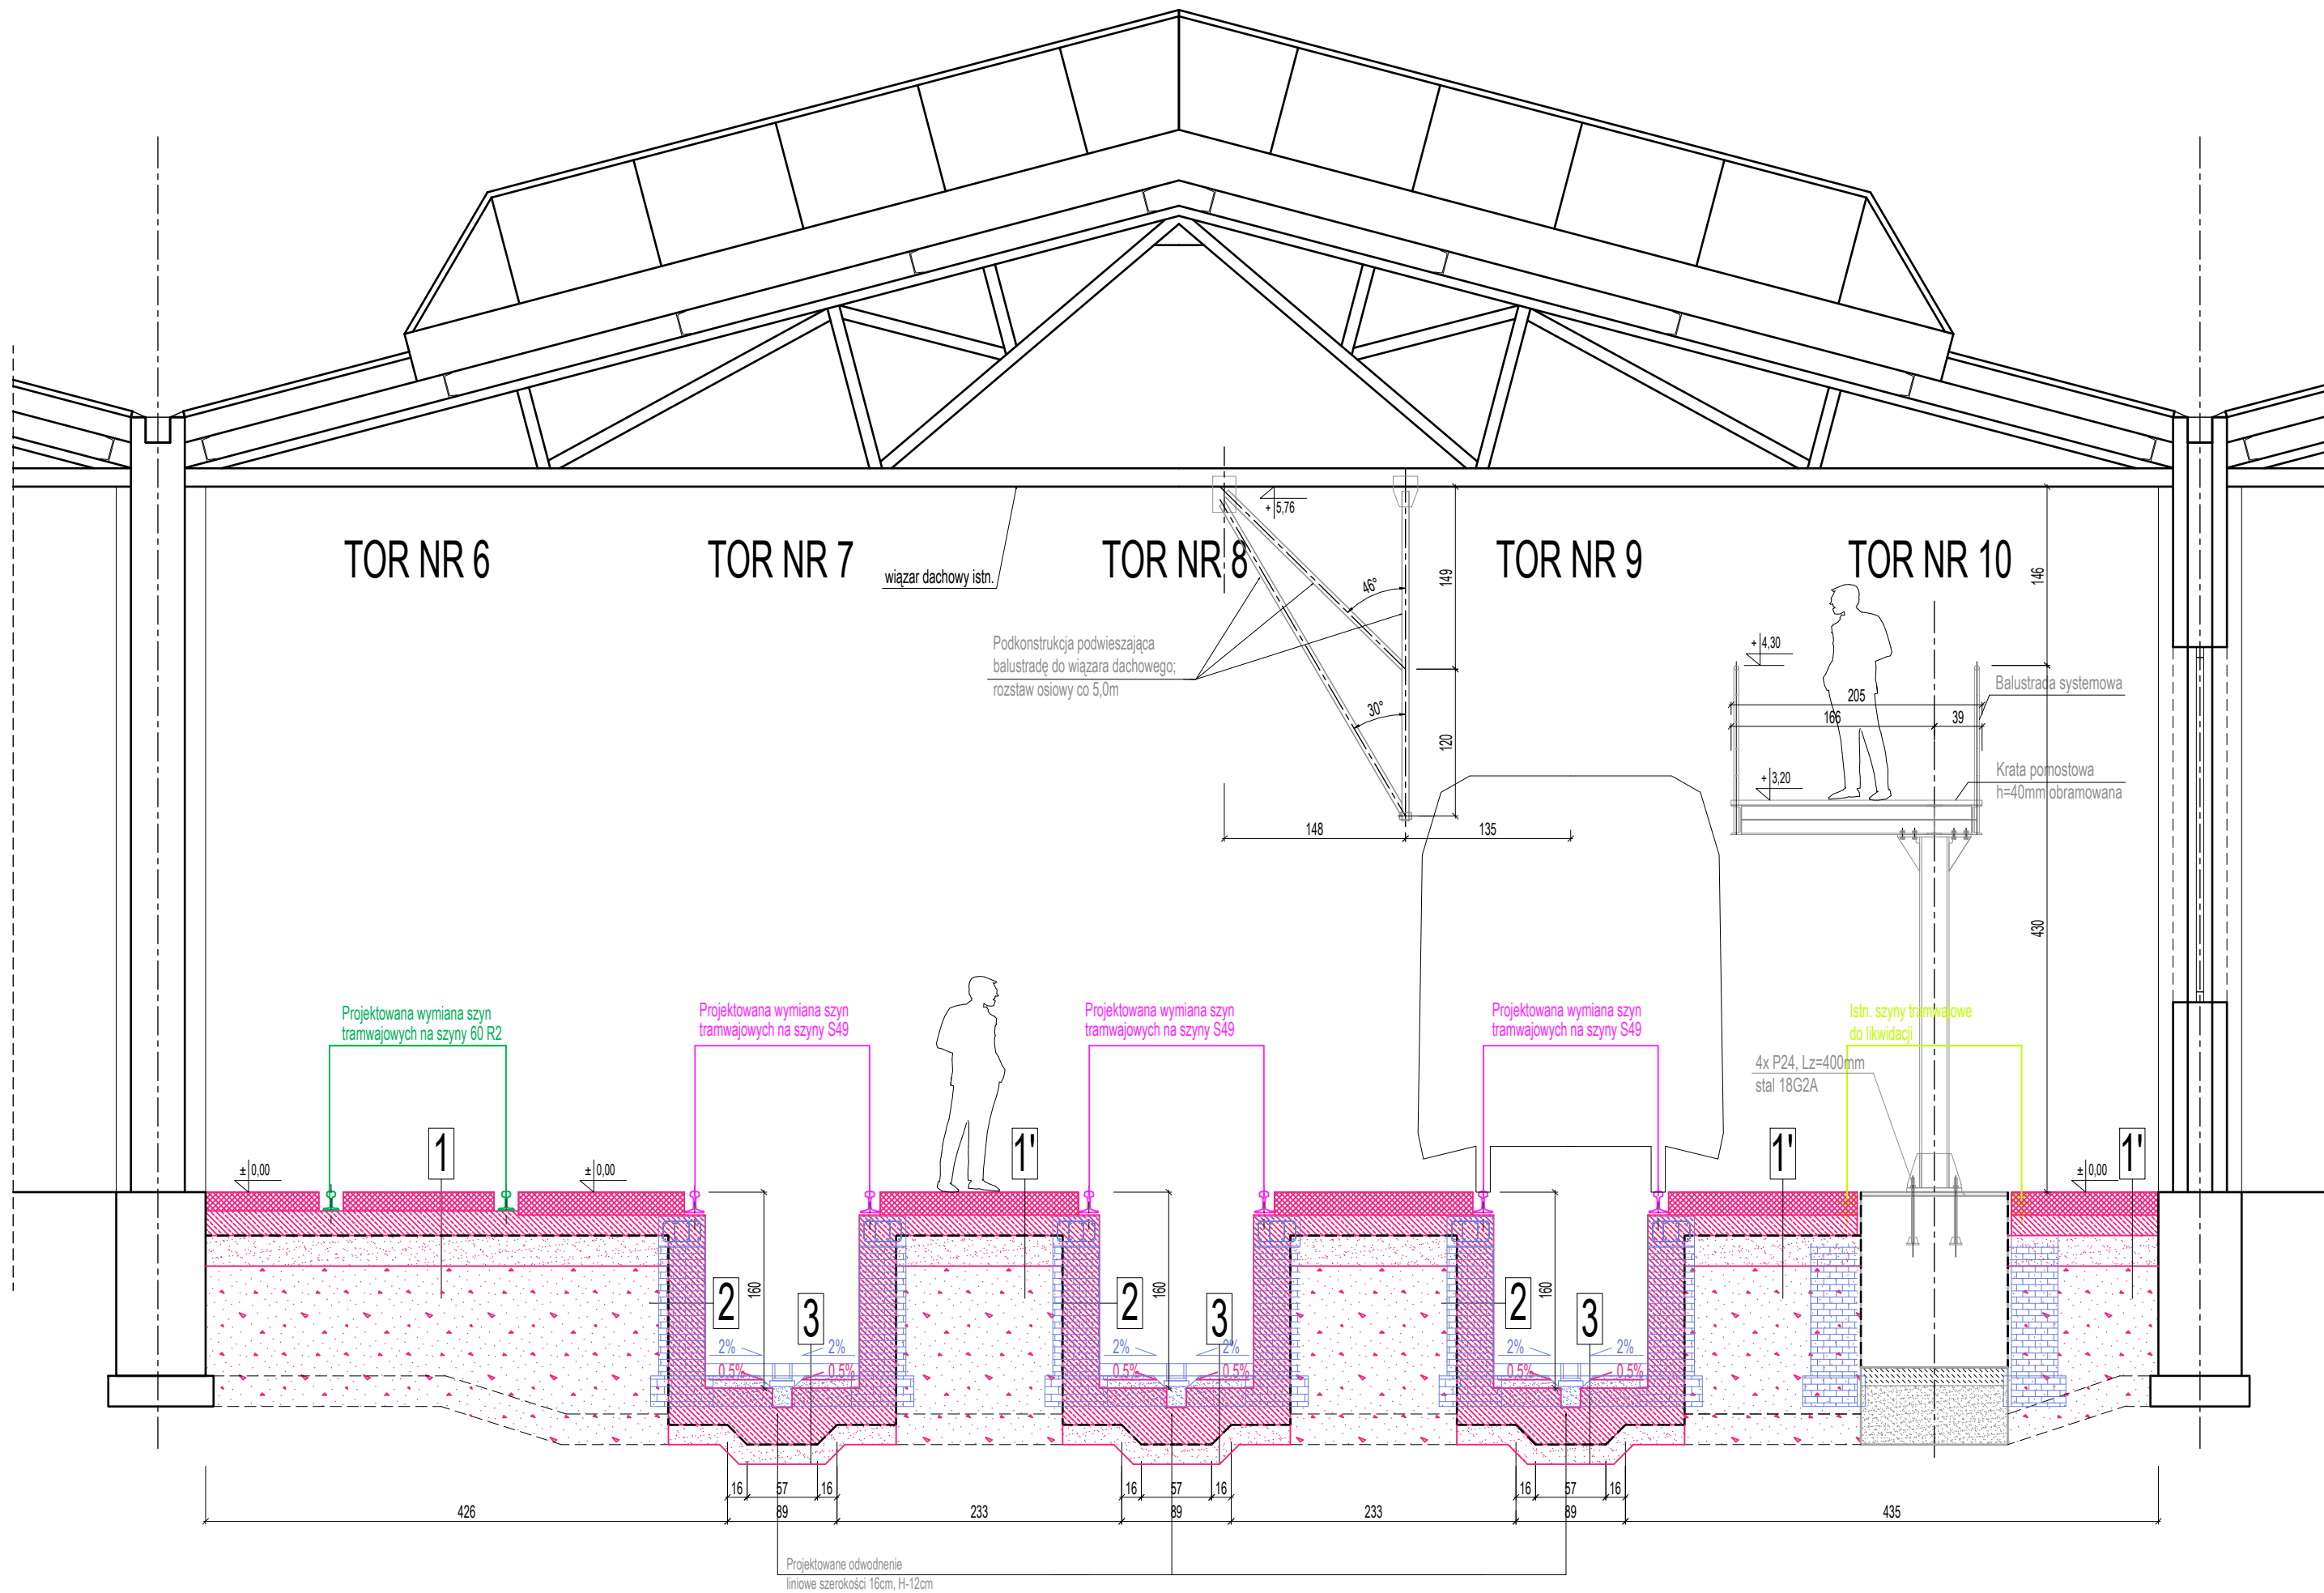 + 5,76
TOR NR 6
TOR NR 7
TOR NR 8
TOR NR 9
TOR NR 10
wiązar dachowy istn.
46°
149
146
Podkonstrukcja podwieszająca
balustradę do wiązara dachowego;
rozstaw osiowy co 5,0m
+ 4,30
Balustrada systemowa
205
166
39
30°
120
+ 3,20
Krata pomostowa
h=40mm obramowana
148
135
430
Projektowana wymiana szyn
tramwajowych na szyny 60 R2
Projektowana wymiana szyn
tramwajowych na szyny S49
Projektowana wymiana szyn
tramwajowych na szyny S49
Projektowana wymiana szyn
tramwajowych na szyny S49
Istn. szyny tramwajowe
do likwidacji
4x P24, Lz=400mm
stal 18G2A
1
1'
1'
1'
± 0,00
± 0,00
± 0,00
2
160
3
2
160
3
2
160
3
2%
2%
2%
2%
2%
2%
0.5%
0.5%
0.5%
0.5%
0.5%
0.5%
16
57
16
16
57
16
16
57
16
426
89
233
89
233
89
435
Projektowane odwodnenie
liniowe szerokości 16cm, H-12cm